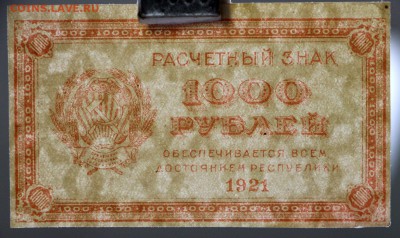 COINS.LAVE.RU
РАСЧЕТНЫЙ ЗНАК
1000
РУБЛЕЙ
ОБЕСПЕЧИВАЕТСЯ ВСЕМ
ДОСТОЯНИЕМ РЕСПУБЛИКИ
1921